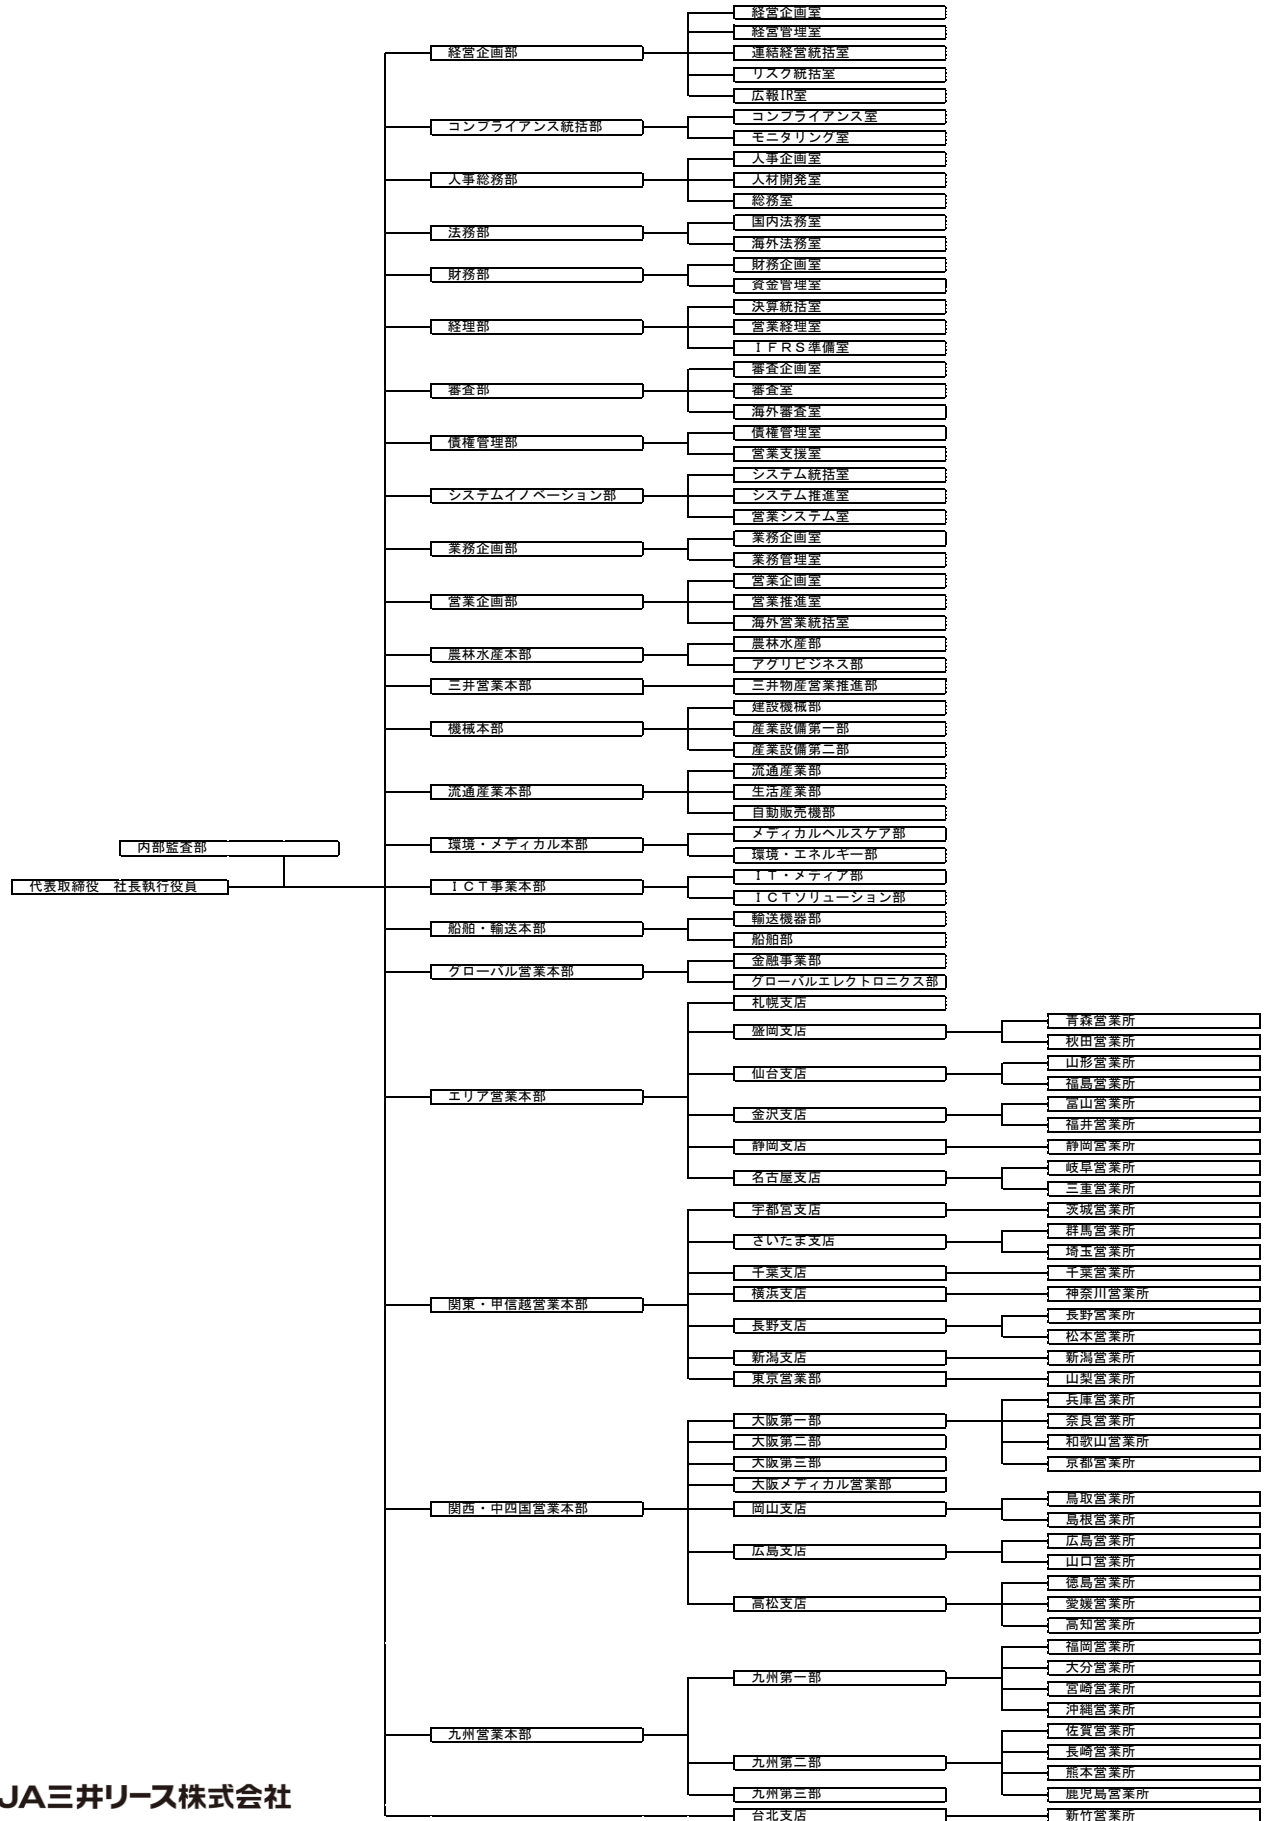 代表取締役　社長執行役員
内部監査部
経営企画部
経営企画室
経営管理室
連結経営統括室
リスク統括室
広報IR室
コンプライアンス統括部
コンプライアンス室
モニタリング室
人事総務部
人事企画室
人材開発室
総務室
法務部
国内法務室
海外法務室
財務部
財務企画室
資金管理室
経理部
決算統括室
営業経理室
ＩＦＲＳ準備室
審査部
審査企画室
審査室
海外審査室
債権管理部
債権管理室
営業支援室
システムイノベーション部
システム統括室
システム推進室
営業システム室
業務企画部
業務企画室
業務管理室
営業企画部
営業企画室
営業推進室
海外営業統括室
農林水産本部
農林水産部
アグリビジネス部
三井営業本部
三井物産営業推進部
機械本部
建設機械部
産業設備第一部
産業設備第二部
流通産業本部
流通産業部
生活産業部
自動販売機部
環境・メディカル本部
メディカルヘルスケア部
環境・エネルギー部
ＩＣＴ事業本部
ＩＴ・メディア部
ＩＣＴソリューション部
船舶・輸送本部
輸送機器部
船舶部
グローバル営業本部
金融事業部
グローバルエレクトロニクス部
エリア営業本部
札幌支店
盛岡支店
青森営業所
秋田営業所
仙台支店
山形営業所
福島営業所
金沢支店
富山営業所
福井営業所
静岡支店
静岡営業所
名古屋支店
岐阜営業所
三重営業所
関東・甲信越営業本部
宇都宮支店
茨城営業所
さいたま支店
群馬営業所
埼玉営業所
千葉支店
千葉営業所
横浜支店
神奈川営業所
長野支店
長野営業所
松本営業所
新潟支店
新潟営業所
東京営業部
山梨営業所
関西・中四国営業本部
大阪第一部
兵庫営業所
奈良営業所
和歌山営業所
京都営業所
大阪第二部
大阪第三部
大阪メディカル営業部
岡山支店
鳥取営業所
島根営業所
広島支店
広島営業所
山口営業所
高松支店
徳島営業所
愛媛営業所
高知営業所
九州営業本部
九州第一部
福岡営業所
大分営業所
宮崎営業所
沖縄営業所
九州第二部
佐賀営業所
長崎営業所
熊本営業所
鹿児島営業所
九州第三部
台北支店
新竹営業所
JA三井リース株式会社